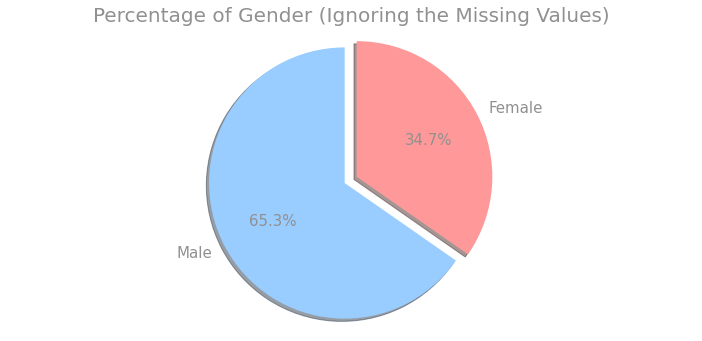 Percentage of Gender (Ignoring the Missing Values)
Female
34.7%
65.3%
Male